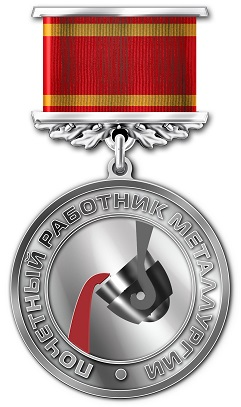 ПОЧЕТНЫЙ РАБОТНИК МЕТАЛЛУРГИИ